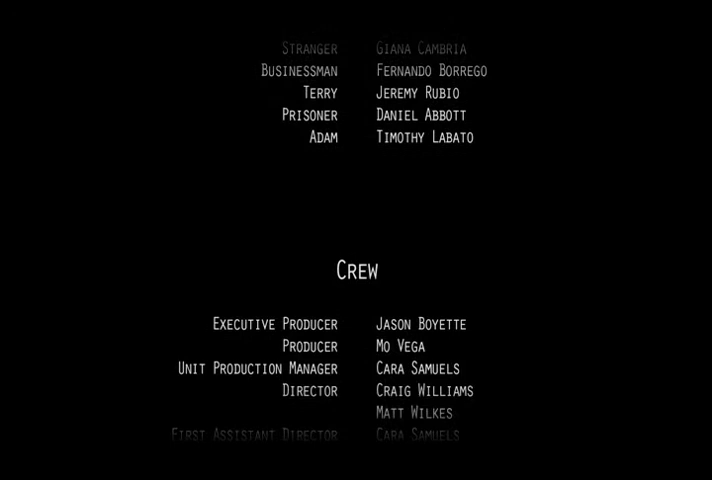 Stranger Giana Cambria
Businessman Fernando Borrego
Terry Jeremy Rubio
Prisoner Daniel Abbott
Adam Timothy Labato
Crew
Executive Producer Jason Boyette
Producer Mo Vega
Unit Production Manager Cara Samuels
Director Craig Williams
Matt Wilkes
First Assistant Director Cara Samuels